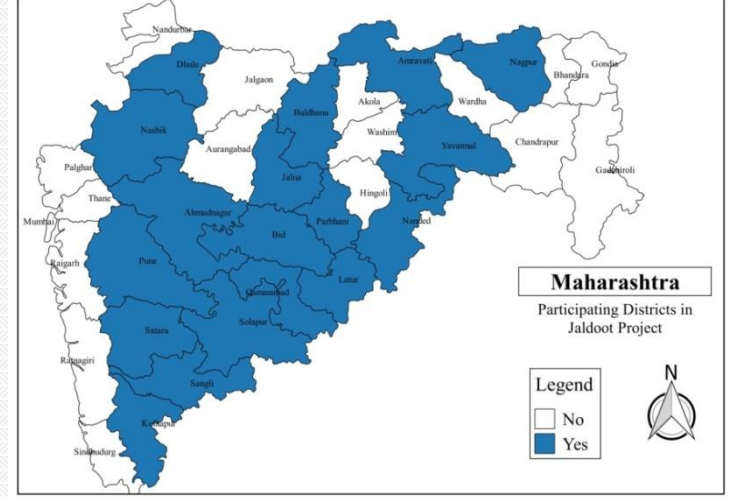 Nandurbar
Dhule
Jalgaon
Amravati
Nagpur
Bhandara
Gondia
Buldhana
Akola
Wardha
Nashik
Washim
Yavatmal
Chandrapur
Aurangabad
Palghar
Jalna
Hingoli
Gadchiroli
Thane
Ahmadnagar
Parbhani
Nanded
Mumbai
Bid
Raigarh
Pune
Latur
Osmanabad
Maharashtra
Participating Districts in
Jaldoot Project
Satara
Solapur
Ratnagiri
Sangli
N
Legend
No
Yes
Kolhapur
Sindhudurg